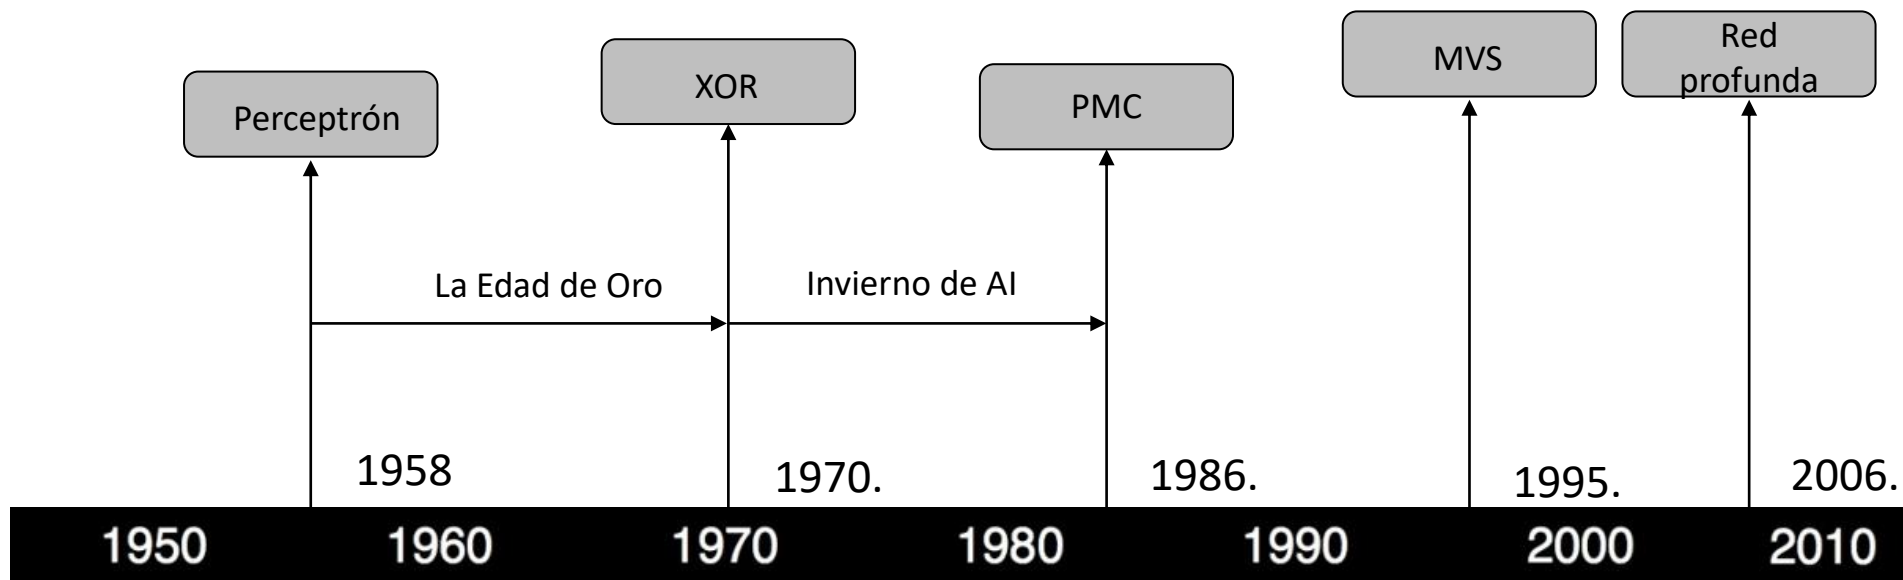 Perceptrón
XOR
PMC
MVS
Red
profunda
La Edad de Oro
Invierno de AI
1958
1970.
1986.
1995.
2006.
1950
1960
1970
1980
1990
2000
2010